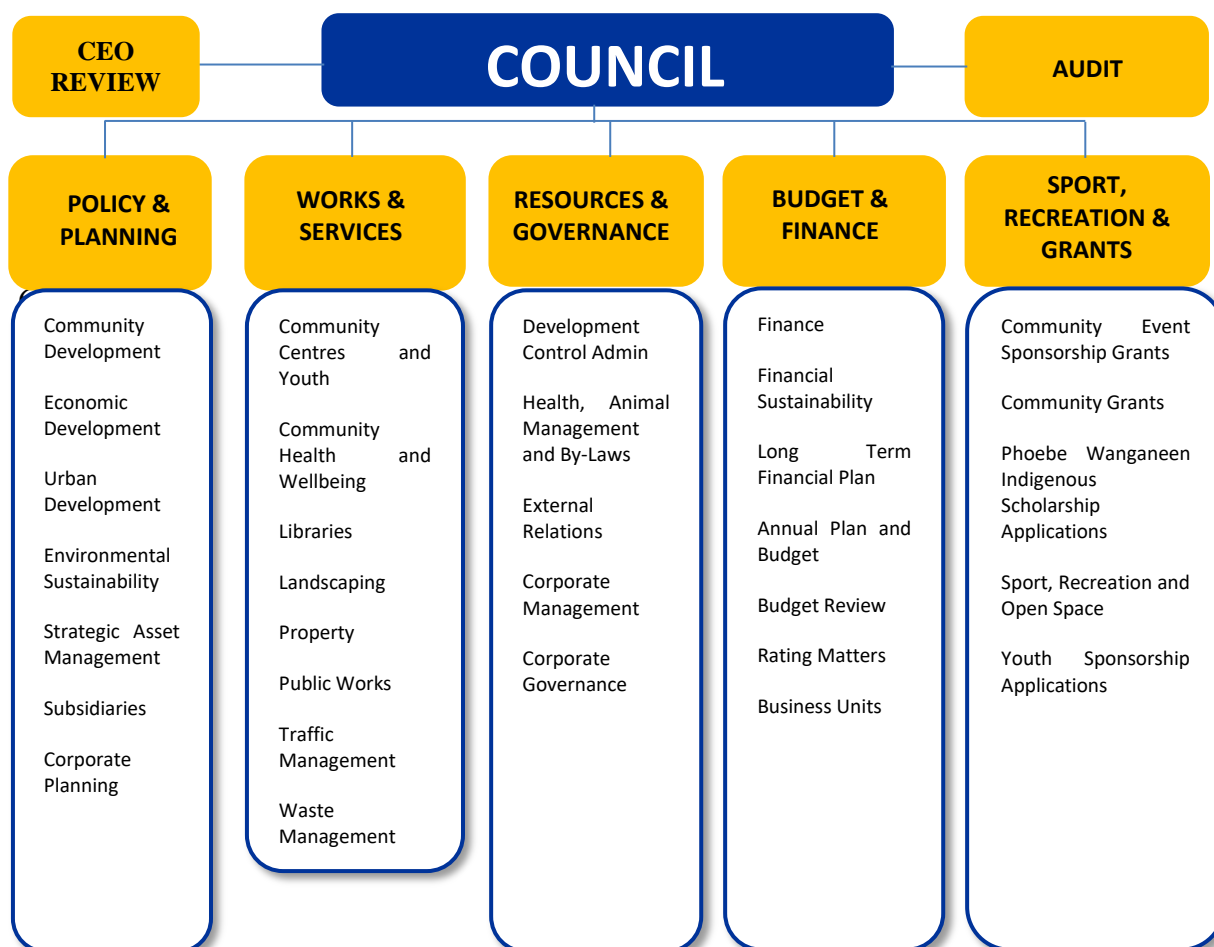 CEO
REVIEW
COUNCIL
AUDIT
POLICY &
PLANNING
WORKS &
SERVICES
RESOURCES &
GOVERNANCE
BUDGET &
FINANCE
SPORT,
RECREATION &
GRANTS
Community
Development
Economic
Development
Urban
Development
Environmental
Sustainability
Strategic Asset
Management
Subsidiaries
Corporate
Planning
Community
Centres and
Youth
Community
Health and
Wellbeing
Libraries
Landscaping
Property
Public Works
Traffic
Management
Waste
Management
Development
Control Admin
Health, Animal
Management
and By-Laws
External
Relations
Corporate
Management
Corporate
Governance
Finance
Financial
Sustainability
Long Term
Financial Plan
Annual Plan and
Budget
Budget Review
Rating Matters
Business Units
Community Event
Sponsorship Grants
Community Grants
Phoebe Wanganeen
Indigenous
Scholarship
Applications
Sport, Recreation and
Open Space
Youth Sponsorship
Applications